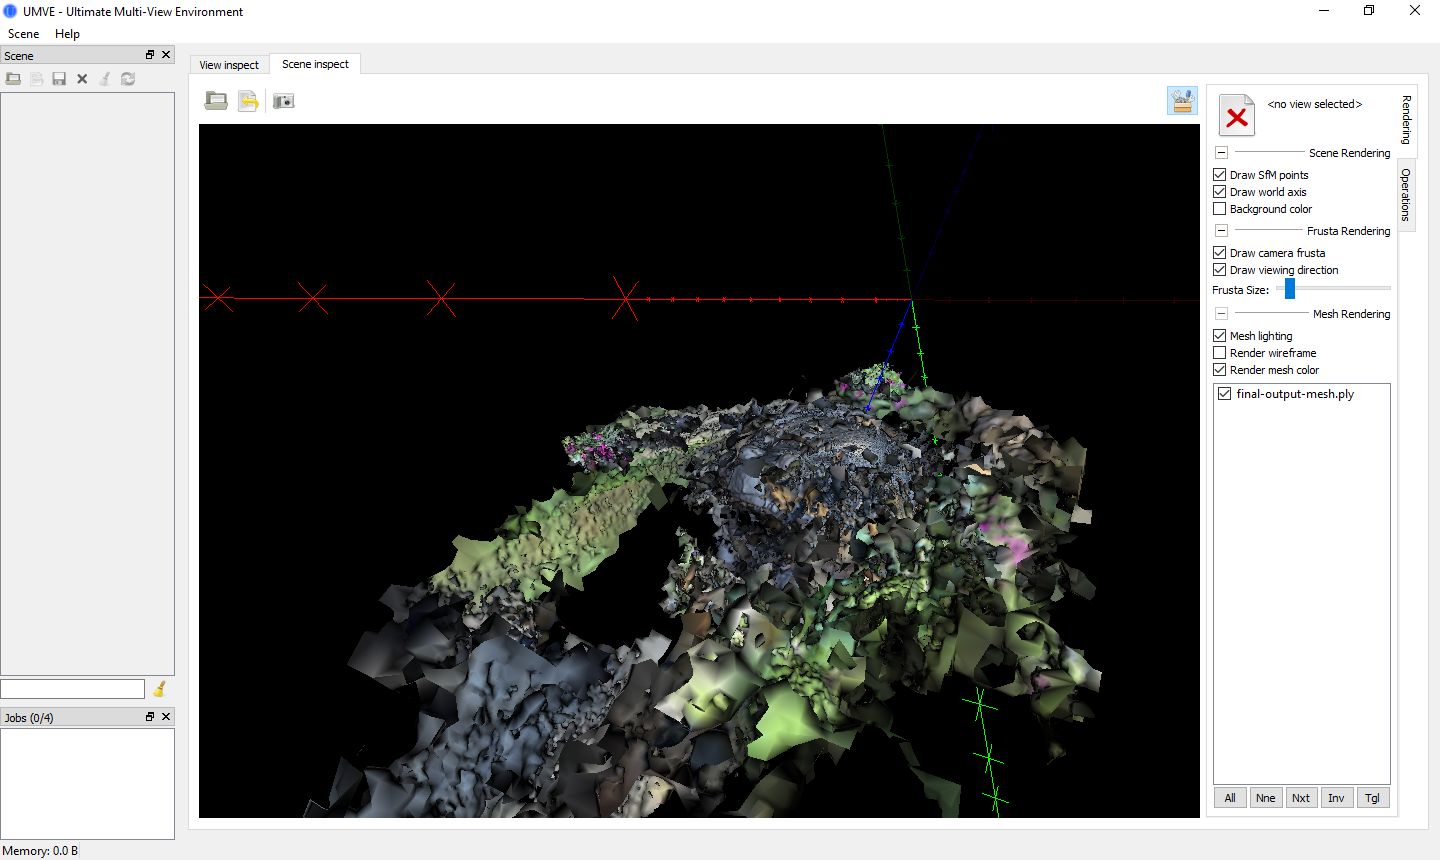 UMVE - Ultimate Multi-View Environment
Scene Help
Scene
View inspect
Scene inspect
<no view selected>
Rendering
Operations
Scene Rendering
Draw SfM points
Draw world axis
Background color
Frusta Rendering
Draw camera frusta
Draw viewing direction
Frusta Size:
Mesh Rendering
Mesh lighting
Render wireframe
Render mesh color
final-output-mesh.ply
All Nne Nxt Inv Tgl
Jobs (0/4)
Memory: 0.0 B